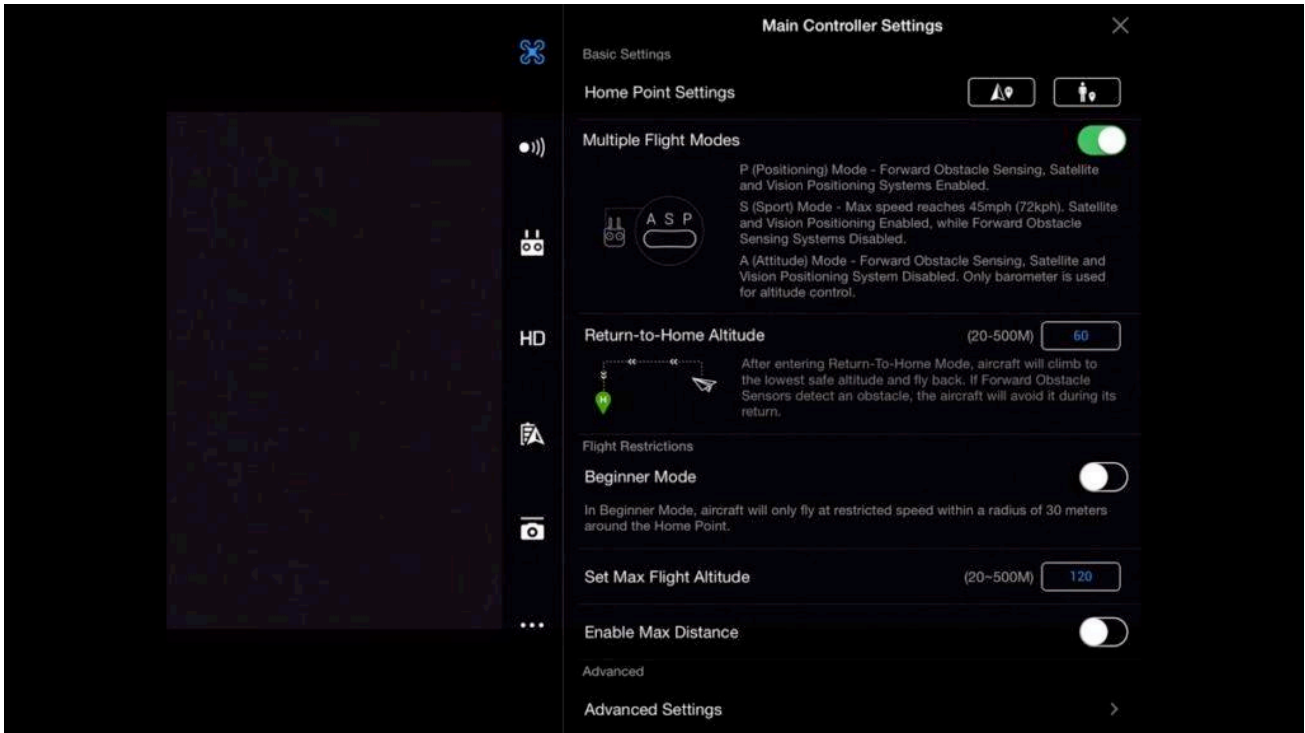 Main Controller Settings
Basic Settings
Home Point Settings
Multiple Flight Modes
P (Positioning) Mode - Forward Obstacle Sensing, Satellite
and Vision Positioning Systems Enabled.
S (Sport) Mode - Max speed reaches 45mph (72kph). Satellite
and Vision Positioning Enabled, while Forward Obstacle
Sensing Systems Disabled.
A (Attitude) Mode - Forward Obstacle Sensing, Satellite and
Vision Positioning System Disabled. Only barometer is used
for altitude control.
A S P
HD
Return-to-Home Altitude (20-500M) 60
After entering Return-To-Home Mode, aircraft will climb to
the lowest safe altitude and fly back. If Forward Obstacle
Sensors detect an obstacle, the aircraft will avoid it during its
return.
H
Flight Restrictions
Beginner Mode
In Beginner Mode, aircraft will only fly at restricted speed within a radius of 30 meters
around the Home Point.
Set Max Flight Altitude (20~500M) 120
Enable Max Distance
Advanced
Advanced Settings